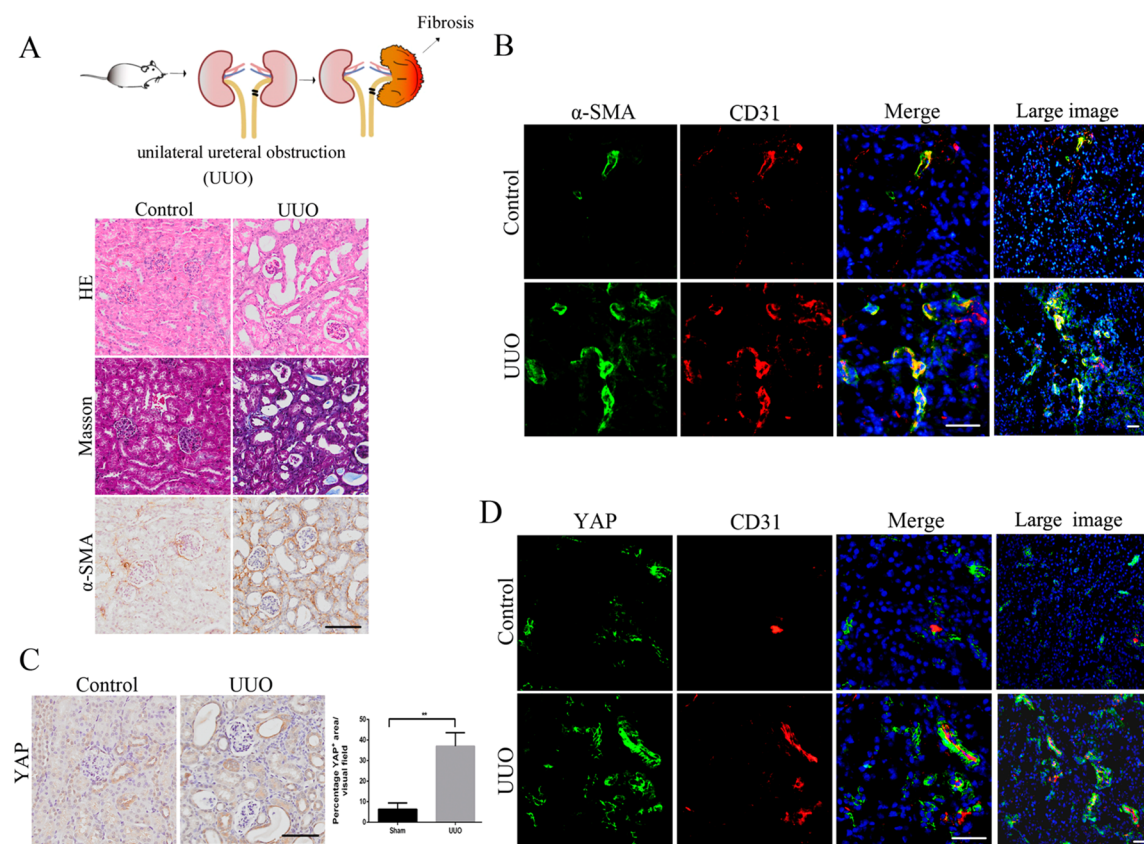 A
Fibrosis
unilateral ureteral obstruction
(UUO)
Control UUO
HE
Masson
α-SMA
B
α-SMA CD31 Merge Large image
Control
UUO
C
Control UUO
YAP
Percentage YAP⁺ area/
visual field
50
40
30
20
10
0
**
Sham UUO
D
YAP CD31 Merge Large image
Control
UUO